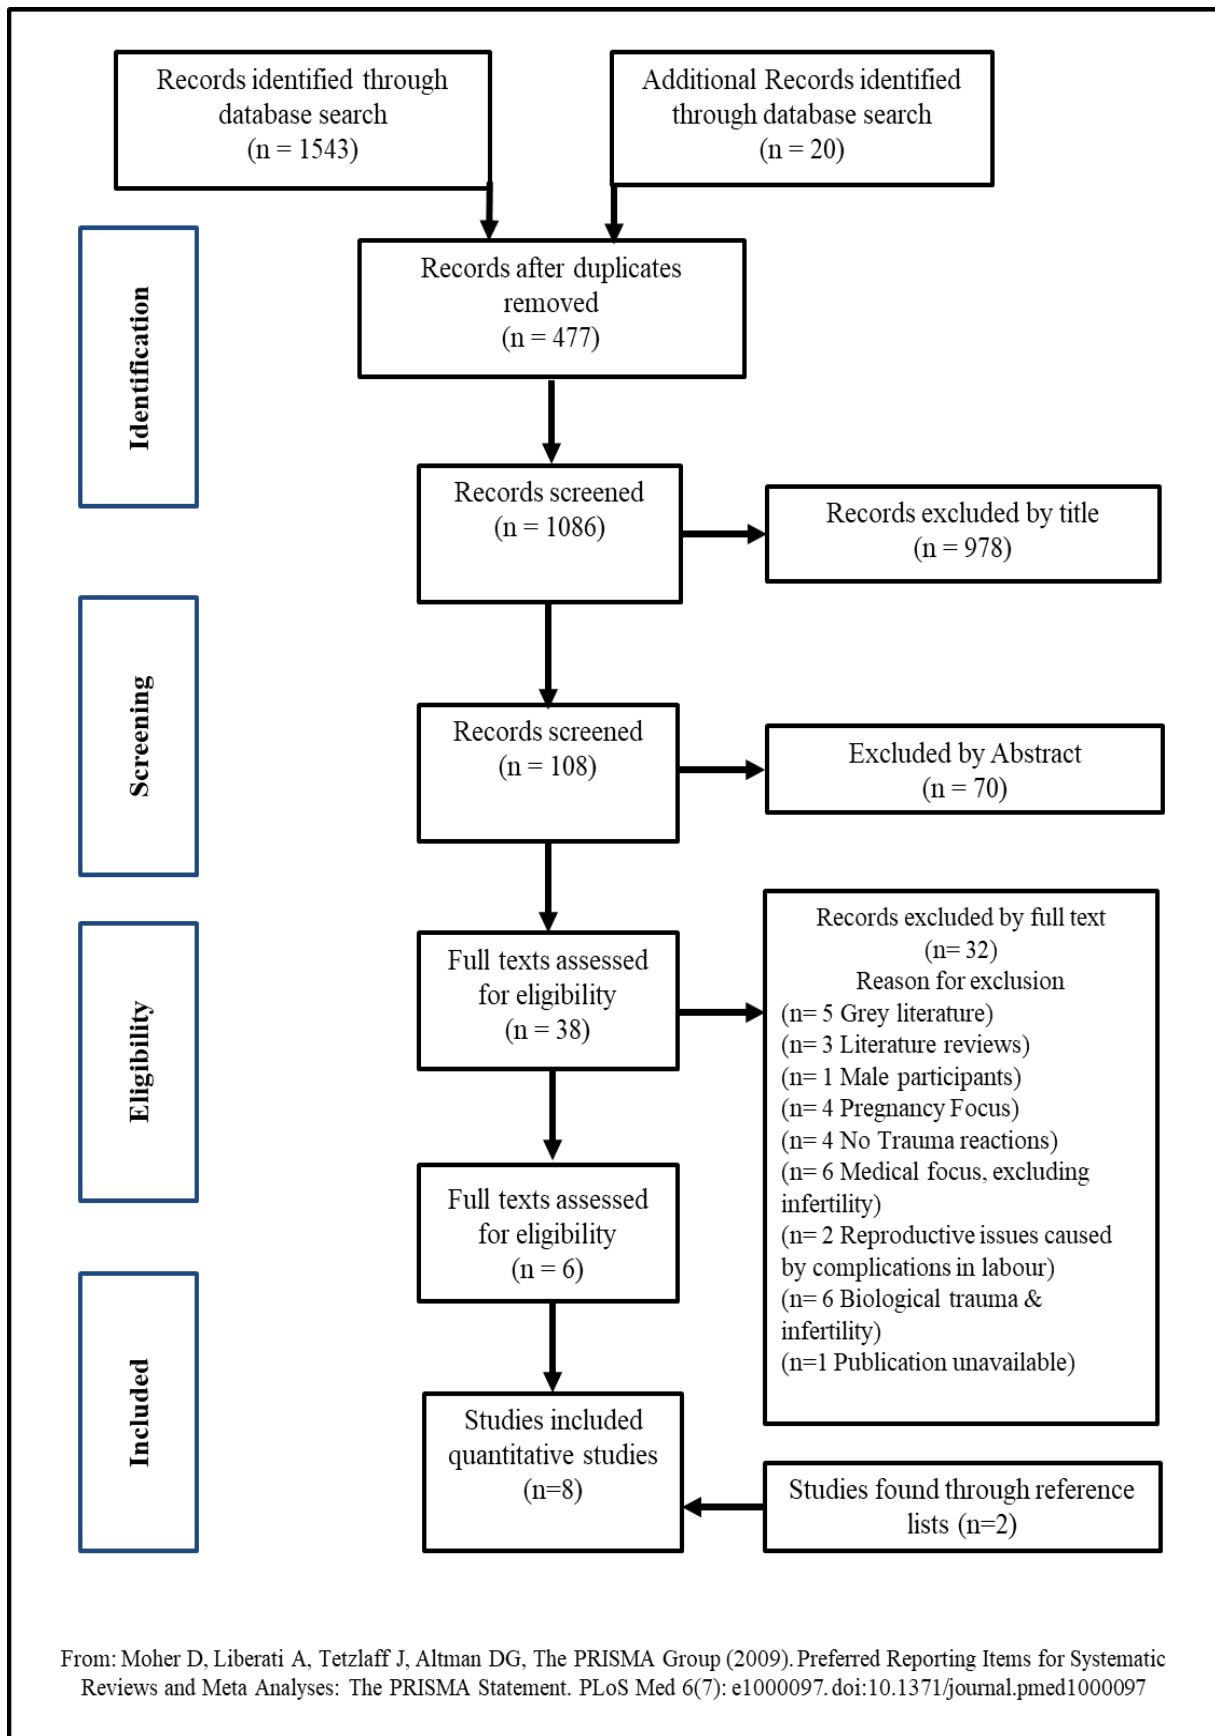 Records identified through
database search
(n = 1543)
Additional Records identified
through database search
(n = 20)
Identification
Records after duplicates
removed
(n = 477)
Records screened
(n = 1086)
Records excluded by title
(n = 978)
Screening
Records screened
(n = 108)
Excluded by Abstract
(n = 70)
Eligibility
Full texts assessed
for eligibility
(n = 38)
Records excluded by full text
(n= 32)
Reason for exclusion
(n= 5 Grey literature)
(n= 3 Literature reviews)
(n= 1 Male participants)
(n= 4 Pregnancy Focus)
(n= 4 No Trauma reactions)
(n= 6 Medical focus, excluding
infertility)
(n= 2 Reproductive issues caused
by complications in labour)
(n= 6 Biological trauma &
infertility)
(n=1 Publication unavailable)
Full texts assessed
for eligibility
(n = 6)
Included
Studies included
quantitative studies
(n=8)
Studies found through reference
lists (n=2)
From: Moher D, Liberati A, Tetzlaff J, Altman DG, The PRISMA Group (2009). Preferred Reporting Items for Systematic
Reviews and Meta Analyses: The PRISMA Statement. PLoS Med 6(7): e1000097. doi:10.1371/journal.pmed1000097